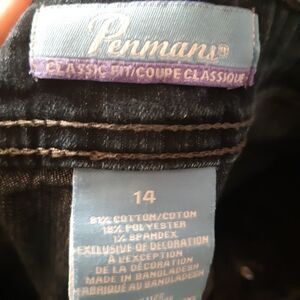 Penmans®
CLASSIC FIT/COUPE CLASSIQUE
14
81% COTTON/COTON
18% POLYESTER
1% SPANDEX
EXCLUSIVE OF DECORATION
À L'EXCEPTION
DE LA DÉCORATION
MADE IN BANGLADESH
FABRIQUÉ AU BANGLADESH